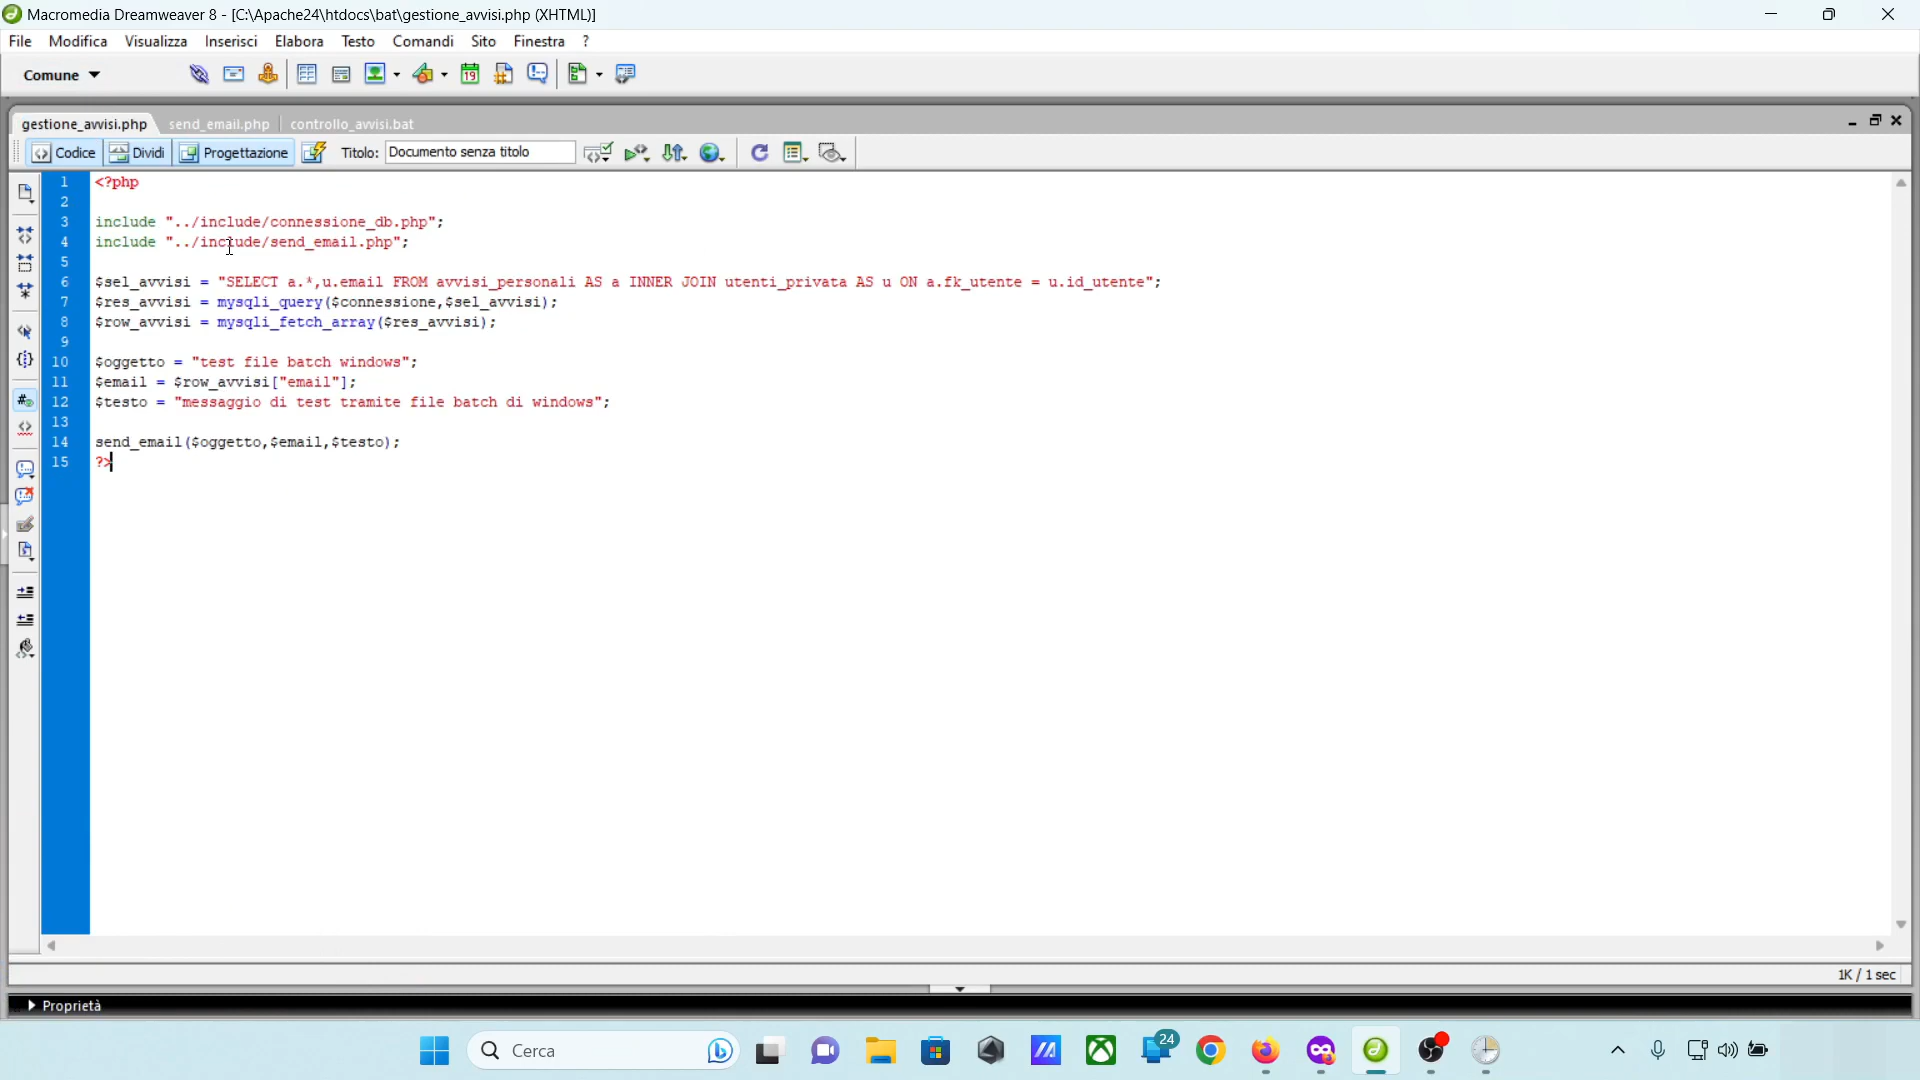 Macromedia Dreamweaver 8 - [C:\Apache24\htdocs\bat\gestione_avvisi.php (XHTML)]
File Modifica Visualizza Inserisci Elabora Testo Comandi Sito Finestra ?
Comune
19
gestione_avvisi.php send_email.php controllo_avvisi.bat
Codice Dividi Progettazione Titolo: Documento senza titolo
1 <?php
2
3 include "../include/connessione_db.php";
4 include "../include/send_email.php";
5
6 $sel_avvisi = "SELECT a.*,u.email FROM avvisi_personali AS a INNER JOIN utenti_privata AS u ON a.fk_utente = u.id_utente";
7 $res_avvisi = mysqli_query($connessione,$sel_avvisi);
8 $row_avvisi = mysqli_fetch_array($res_avvisi);
9
10 $oggetto = "test file batch windows";
11 $email = $row_avvisi["email"];
12 $testo = "messaggio di test tramite file batch di windows";
13
14 send_email($oggetto,$email,$testo);
15 ?>
1K / 1 sec
Proprietà
Cerca
24